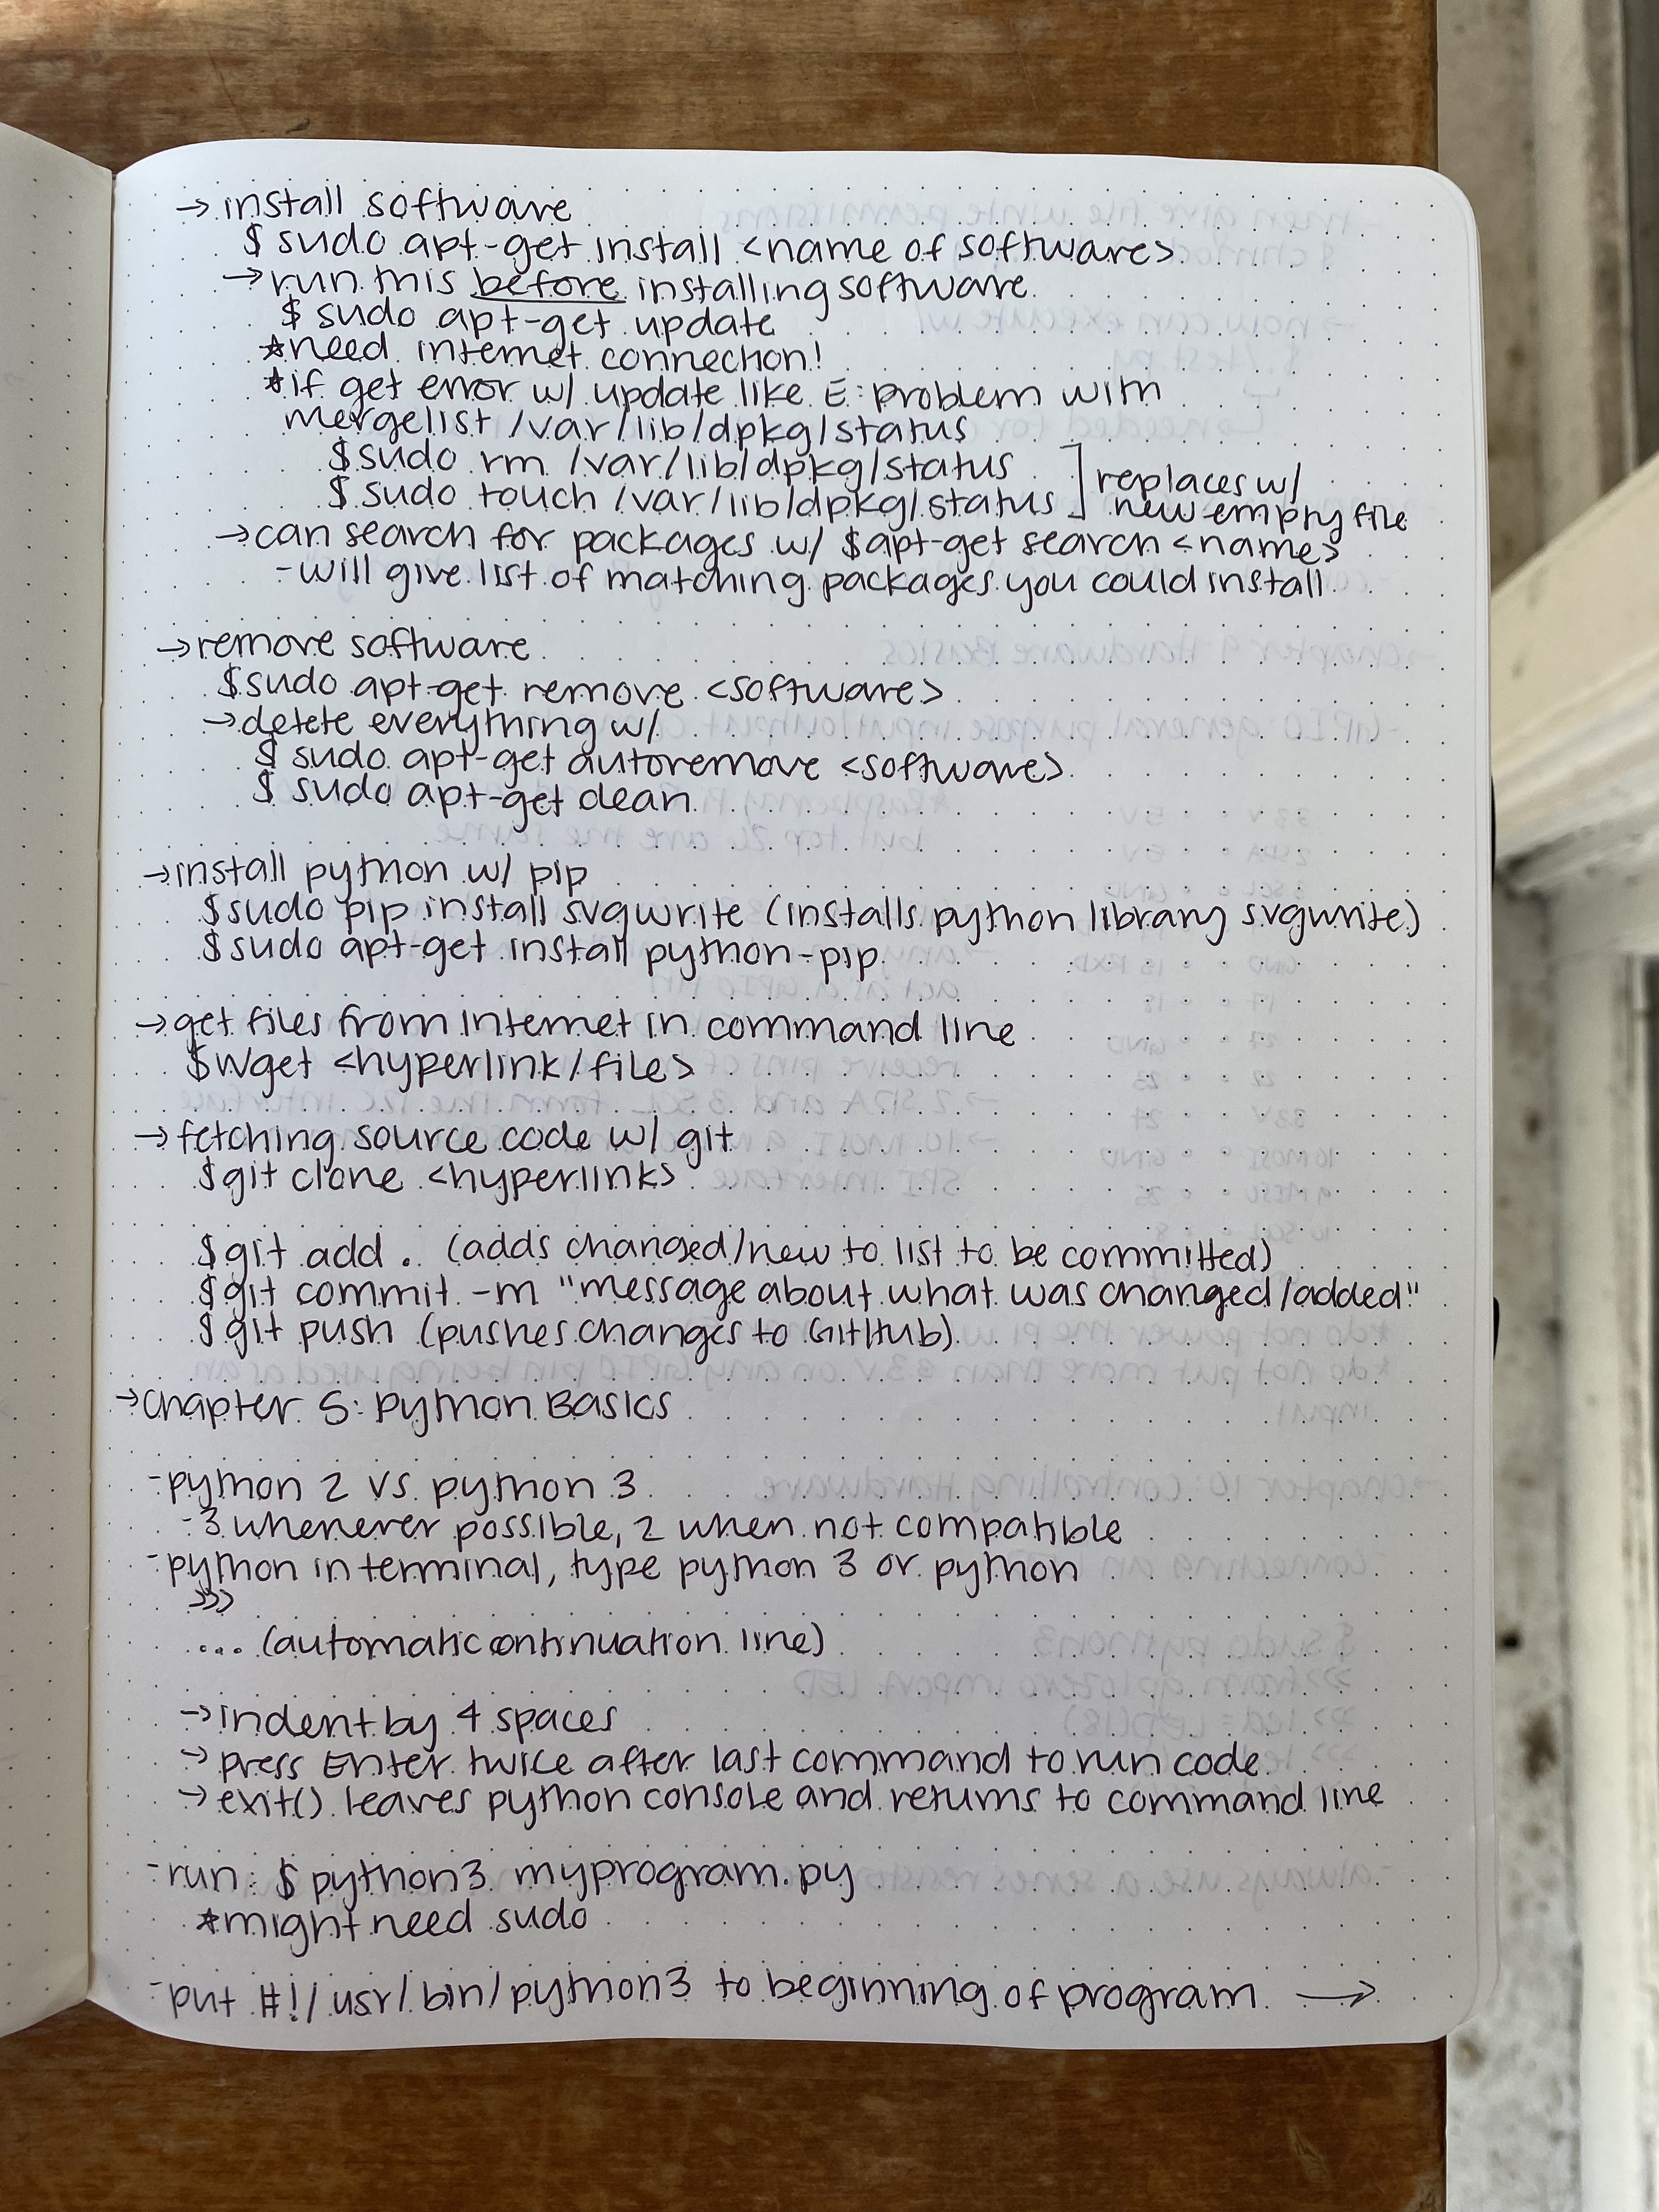 → install software
$ sudo apt-get install <name of software>
→ run this before installing software
$ sudo apt-get update
*need internet connection!
*if get error w/ update like E: Problem with
mergelist /var/lib/dpkg/status
$ sudo rm /var/lib/dpkg/status
$ sudo touch /var/lib/dpkg/status ] replaces w/
new empty file
→ can search for packages w/ $ apt-get search <name>
- will give list of matching packages you could install
→ remove software
$ sudo apt-get remove <software>
→ delete everything w/
$ sudo apt-get autoremove <software>
$ sudo apt-get clean
→ install python w/ pip
$ sudo pip install svgwrite (installs python library svgwrite)
$ sudo apt-get install python-pip
→ get files from internet in command line
$ wget <hyperlink/file>
→ fetching source code w/ git
$ git clone <hyperlink>
$ git add . (adds changed/new to list to be committed)
$ git commit -m "message about what was changed/added"
$ git push (pushes changes to GitHub)
→ Chapter 5: Python Basics
- python 2 vs. python 3
- 3 whenever possible, 2 when not compatible
- python in terminal, type python 3 or python
>>>
... (automatic continuation line)
→ indent by 4 spaces
→ press Enter twice after last command to run code
→ exit() leaves python console and returns to command line
- run: $ python3 myprogram.py
*might need sudo
- put #!/usr/bin/python3 to beginning of program →